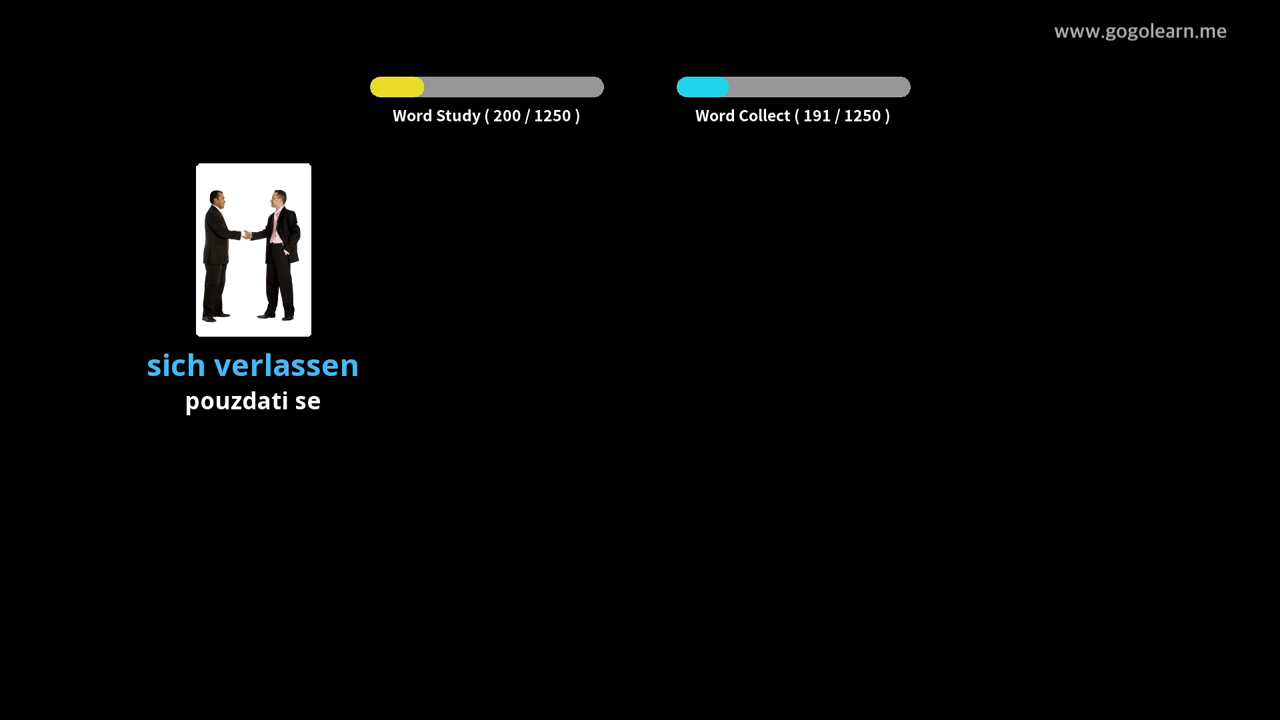 www.gogolearn.me
Word Study ( 200 / 1250 )
Word Collect ( 191 / 1250 )
sich verlassen
pouzdati se